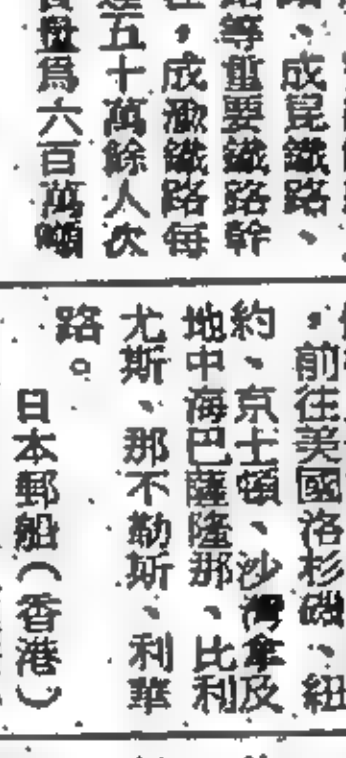 、成昆鐵路、
等重要鐵路幹
，成渝鐵路每
五十萬餘人次
量爲六百萬噸
，前往美國洛杉磯、紐
約、京士頓、沙灣拿及
地中海巴薩隆那、比利
尤斯、那不勒斯、利華
路。
日本郵船（香港）